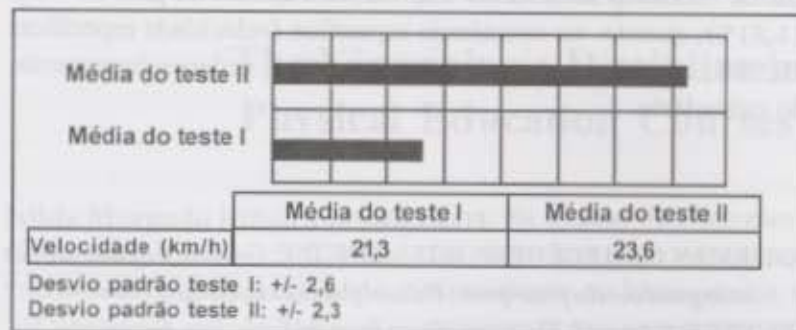 Média do teste II
Média do teste I
Média do teste I Média do teste II
Velocidade (km/h) 21,3 23,6
Desvio padrão teste I: +/- 2,6
Desvio padrão teste II: +/- 2,3